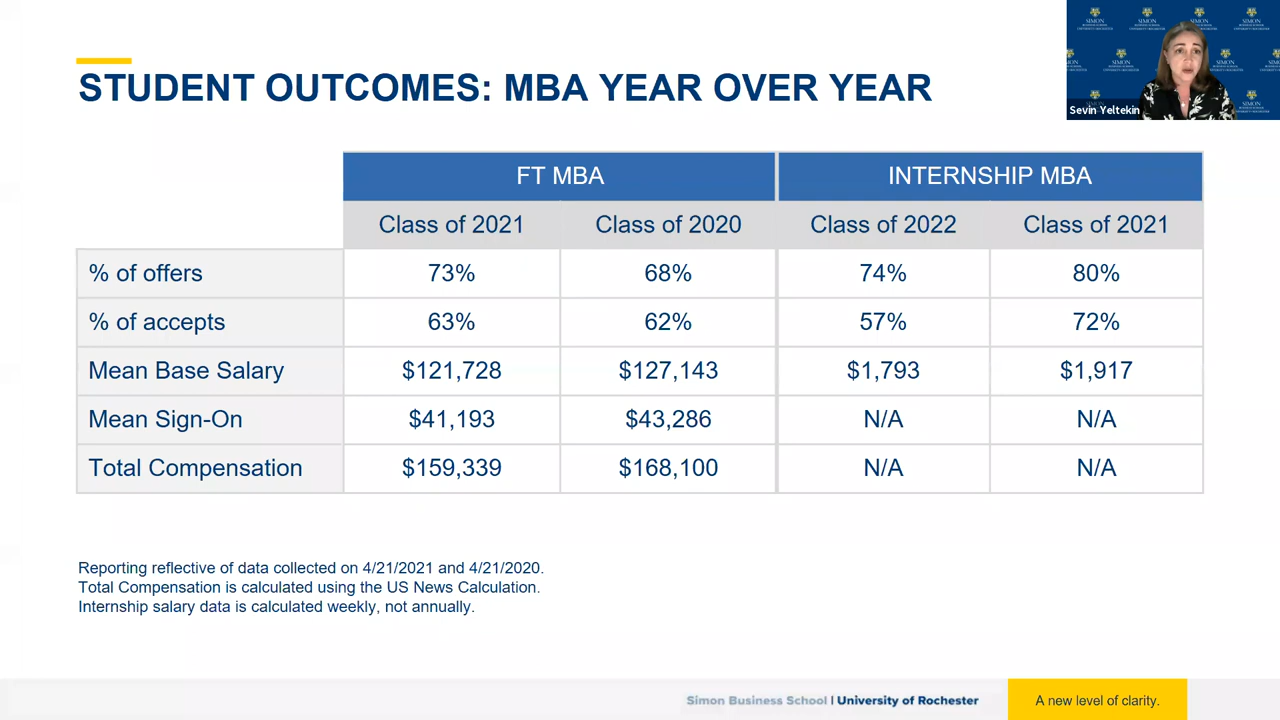 STUDENT OUTCOMES: MBA YEAR OVER YEAR
Sevin Yeltekin
FT MBA INTERNSHIP MBA
Class of 2021 Class of 2020 Class of 2022 Class of 2021
% of offers 73% 68% 74% 80%
% of accepts 63% 62% 57% 72%
Mean Base Salary $121,728 $127,143 $1,793 $1,917
Mean Sign-On $41,193 $43,286 N/A N/A
Total Compensation $159,339 $168,100 N/A N/A
Reporting reflective of data collected on 4/21/2021 and 4/21/2020.
Total Compensation is calculated using the US News Calculation.
Internship salary data is calculated weekly, not annually.
Simon Business School | University of Rochester
A new level of clarity.